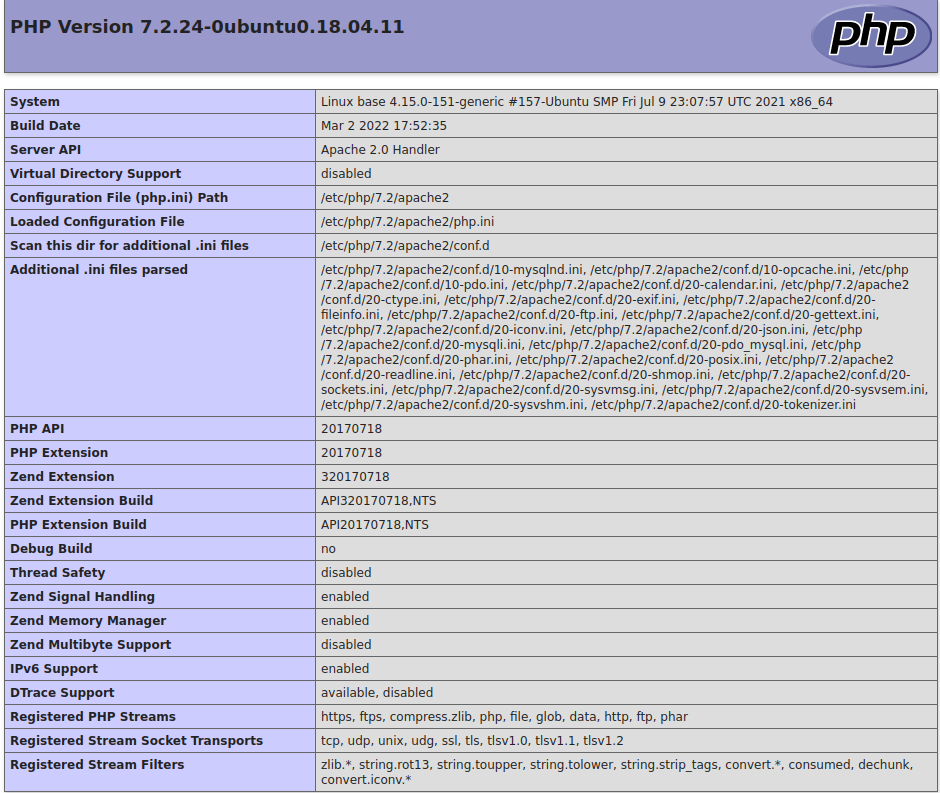 PHP Version 7.2.24-0ubuntu0.18.04.11
php
System Linux base 4.15.0-151-generic #157-Ubuntu SMP Fri Jul 9 23:07:57 UTC 2021 x86_64
Build Date Mar 2 2022 17:52:35
Server API Apache 2.0 Handler
Virtual Directory Support disabled
Configuration File (php.ini) Path /etc/php/7.2/apache2
Loaded Configuration File /etc/php/7.2/apache2/php.ini
Scan this dir for additional .ini files /etc/php/7.2/apache2/conf.d
Additional .ini files parsed /etc/php/7.2/apache2/conf.d/10-mysqlnd.ini, /etc/php/7.2/apache2/conf.d/10-opcache.ini, /etc/php
/7.2/apache2/conf.d/10-pdo.ini, /etc/php/7.2/apache2/conf.d/20-calendar.ini, /etc/php/7.2/apache2
/conf.d/20-ctype.ini, /etc/php/7.2/apache2/conf.d/20-exif.ini, /etc/php/7.2/apache2/conf.d/20-
fileinfo.ini, /etc/php/7.2/apache2/conf.d/20-ftp.ini, /etc/php/7.2/apache2/conf.d/20-gettext.ini,
/etc/php/7.2/apache2/conf.d/20-iconv.ini, /etc/php/7.2/apache2/conf.d/20-json.ini, /etc/php
/7.2/apache2/conf.d/20-mysqli.ini, /etc/php/7.2/apache2/conf.d/20-pdo_mysql.ini, /etc/php
/7.2/apache2/conf.d/20-phar.ini, /etc/php/7.2/apache2/conf.d/20-posix.ini, /etc/php/7.2/apache2
/conf.d/20-readline.ini, /etc/php/7.2/apache2/conf.d/20-shmop.ini, /etc/php/7.2/apache2/conf.d/20-
sockets.ini, /etc/php/7.2/apache2/conf.d/20-sysvmsg.ini, /etc/php/7.2/apache2/conf.d/20-sysvsem.ini,
/etc/php/7.2/apache2/conf.d/20-sysvshm.ini, /etc/php/7.2/apache2/conf.d/20-tokenizer.ini
PHP API 20170718
PHP Extension 20170718
Zend Extension 320170718
Zend Extension Build API320170718,NTS
PHP Extension Build API20170718,NTS
Debug Build no
Thread Safety disabled
Zend Signal Handling enabled
Zend Memory Manager enabled
Zend Multibyte Support disabled
IPv6 Support enabled
DTrace Support available, disabled
Registered PHP Streams https, ftps, compress.zlib, php, file, glob, data, http, ftp, phar
Registered Stream Socket Transports tcp, udp, unix, udg, ssl, tls, tlsv1.0, tlsv1.1, tlsv1.2
Registered Stream Filters zlib.*, string.rot13, string.toupper, string.tolower, string.strip_tags, convert.*, consumed, dechunk,
convert.iconv.*